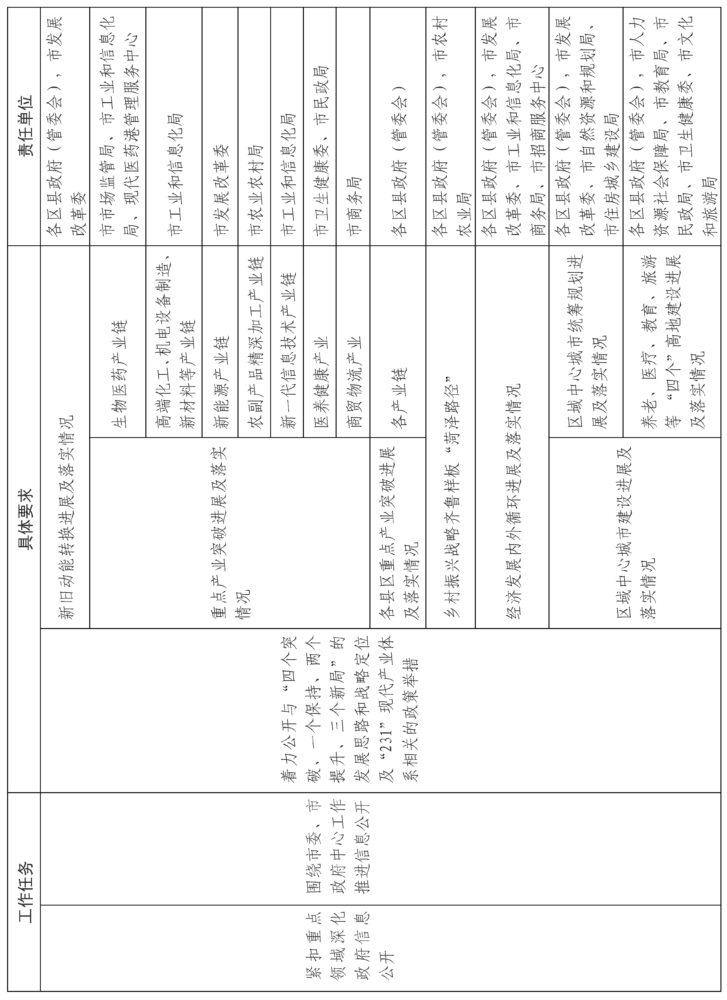 工作任务
具体要求
责任单位
紧扣重点
领域深化
政府信息
公开
围绕市委、市
政府中心工作
推进信息公开
着力公开与“四个突
破、一个保持、两个
提升、三个新局”的
发展思路和战略定位
及“231”现代产业体
系相关的政策举措
新旧动能转换进展及落实情况
各区县政府（管委会），市发展
改革委
重点产业突破进展及落实
情况
生物医药产业链
市市场监管局、市工业和信息化
局、现代医药港管理服务中心
高端化工、机电设备制造、
新材料等产业链
市工业和信息化局
新能源产业链
市发展改革委
农副产品精深加工产业链
市农业农村局
新一代信息技术产业链
市工业和信息化局
医养健康产业
市卫生健康委、市民政局
商贸物流产业
市商务局
各县区重点产业突破进展
及落实情况
各产业链
各区县政府（管委会）
乡村振兴战略齐鲁样板“菏泽路径”
各区县政府（管委会），市农村
农业局
经济发展内外循环进展及落实情况
各区县政府（管委会），市发展
改革委、市工业和信息化局、市
商务局、市招商服务中心
区域中心城市建设进展及
落实情况
区域中心城市统筹规划进
展及落实情况
各区县政府（管委会），市发展
改革委、市自然资源和规划局、
市住房城乡建设局
养老、医疗、教育、旅游
等“四个”高地建设进展
及落实情况
各区县政府（管委会），市人力
资源社会保障局、市教育局、市
民政局、市卫生健康委、市文化
和旅游局